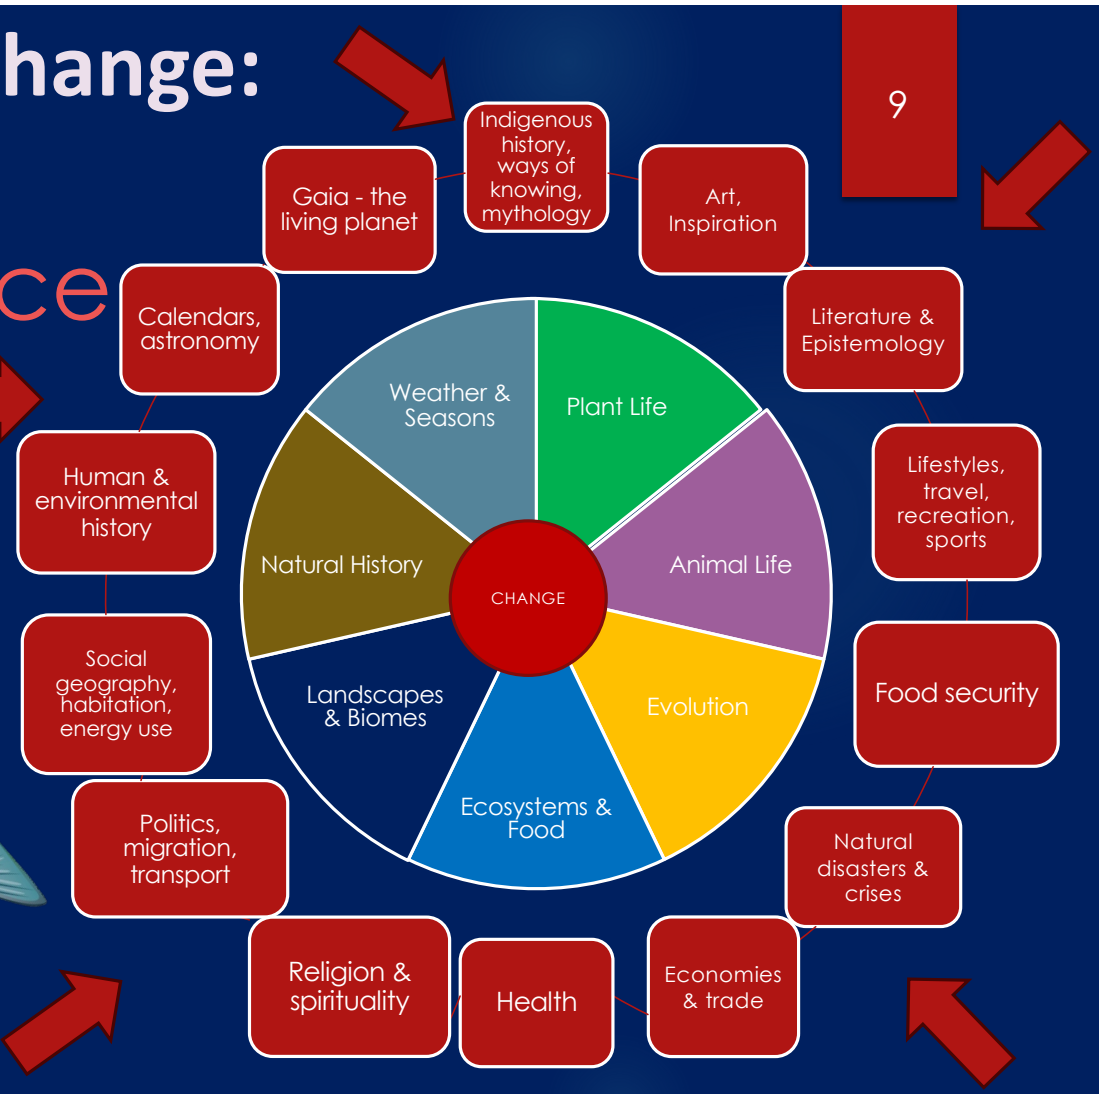 hange:
9
ce
Indigenous
history,
ways of
knowing,
mythology
Art,
Inspiration
Literature &
Epistemology
Lifestyles,
travel,
recreation,
sports
Food security
Natural
disasters &
crises
Economies
& trade
Health
Religion &
spirituality
Politics,
migration,
transport
Social
geography,
habitation,
energy use
Human &
environmental
history
Calendars,
astronomy
Gaia - the
living planet
Plant Life
Animal Life
Evolution
Ecosystems &
Food
Landscapes
& Biomes
Natural History
Weather &
Seasons
CHANGE